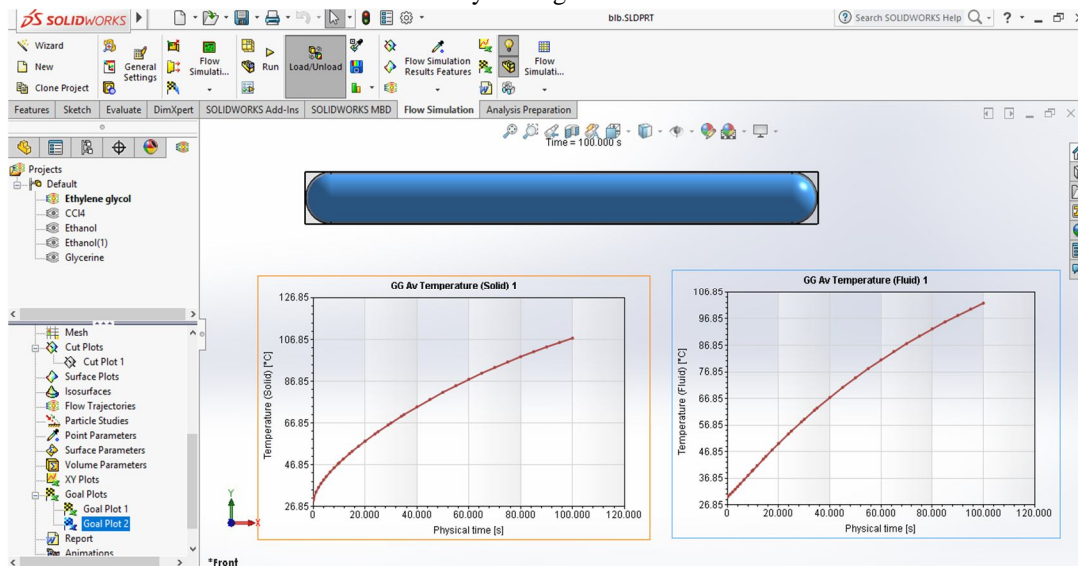 SOLIDWORKS
blb.SLDPRT
Search SOLIDWORKS Help
Wizard
New
Clone Project
General Settings
Flow Simulati...
Run
Load/Unload
Flow Simulation Results Features
Flow Simulati...
Features Sketch Evaluate DimXpert SOLIDWORKS Add-Ins SOLIDWORKS MBD Flow Simulation Analysis Preparation
Time = 100.000 s
Projects
Default
Ethylene glycol
CCl4
Ethanol
Ethanol(1)
Glycerine
Mesh
Cut Plots
Cut Plot 1
Surface Plots
Isosurfaces
Flow Trajectories
Particle Studies
Point Parameters
Surface Parameters
Volume Parameters
XY Plots
Goal Plots
Goal Plot 1
Goal Plot 2
Report
Animations
GG Av Temperature (Solid) 1
Temperature (Solid) [°C]
126.85
106.85
86.85
66.85
46.85
26.85
0 20.000 40.000 60.000 80.000 100.000 120.000
Physical time [s]
GG Av Temperature (Fluid) 1
Temperature (Fluid) [°C]
106.85
96.85
86.85
76.85
66.85
56.85
48.85
36.85
26.85
0 20.000 40.000 60.000 80.000 100.000 120.000
Physical time [s]
Y
X
*Front